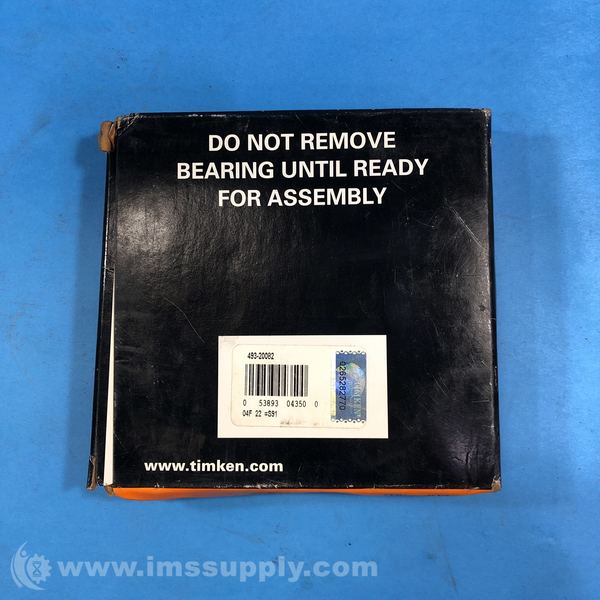 DO NOT REMOVE
BEARING UNTIL READY
FOR ASSEMBLY
493-20082
0 53893 04350 0
04F 22 =S91
0265282770
www.timken.com
www.imssupply.com